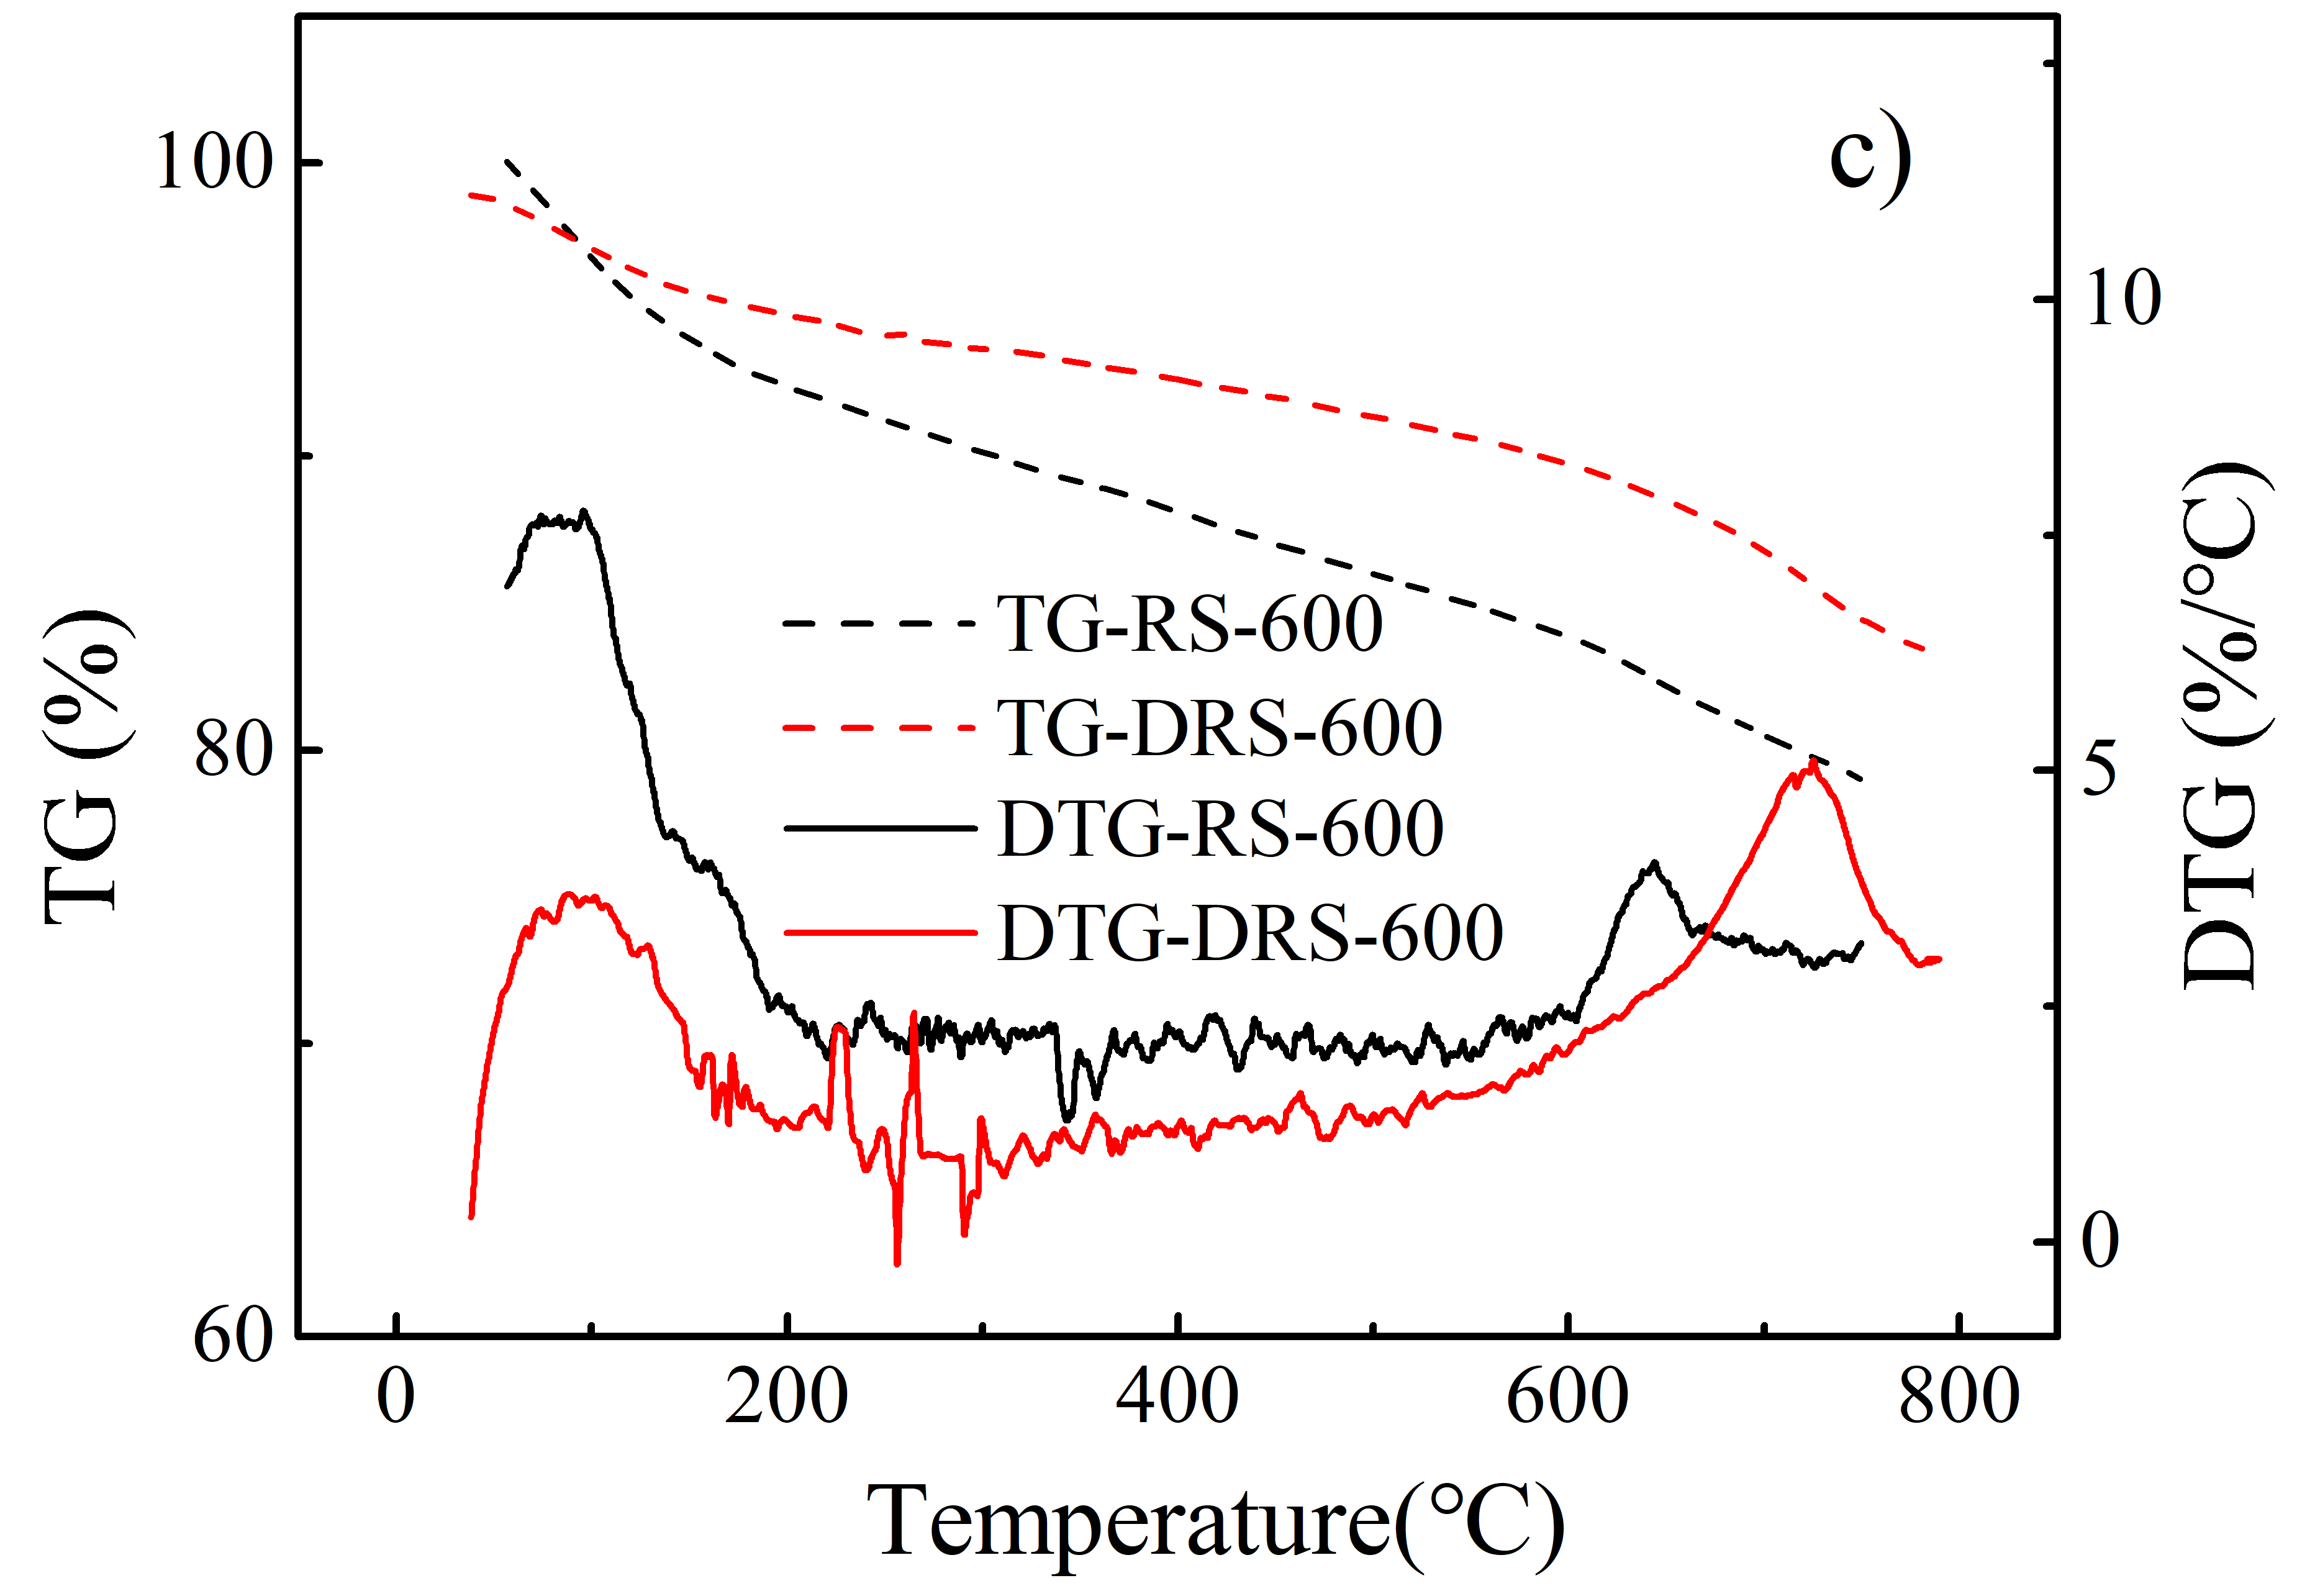 c)
100
80
60
TG (%)
10
5
0
DTG (%/°C)
TG-RS-600
TG-DRS-600
DTG-RS-600
DTG-DRS-600
0 200 400 600 800
Temperature(°C)